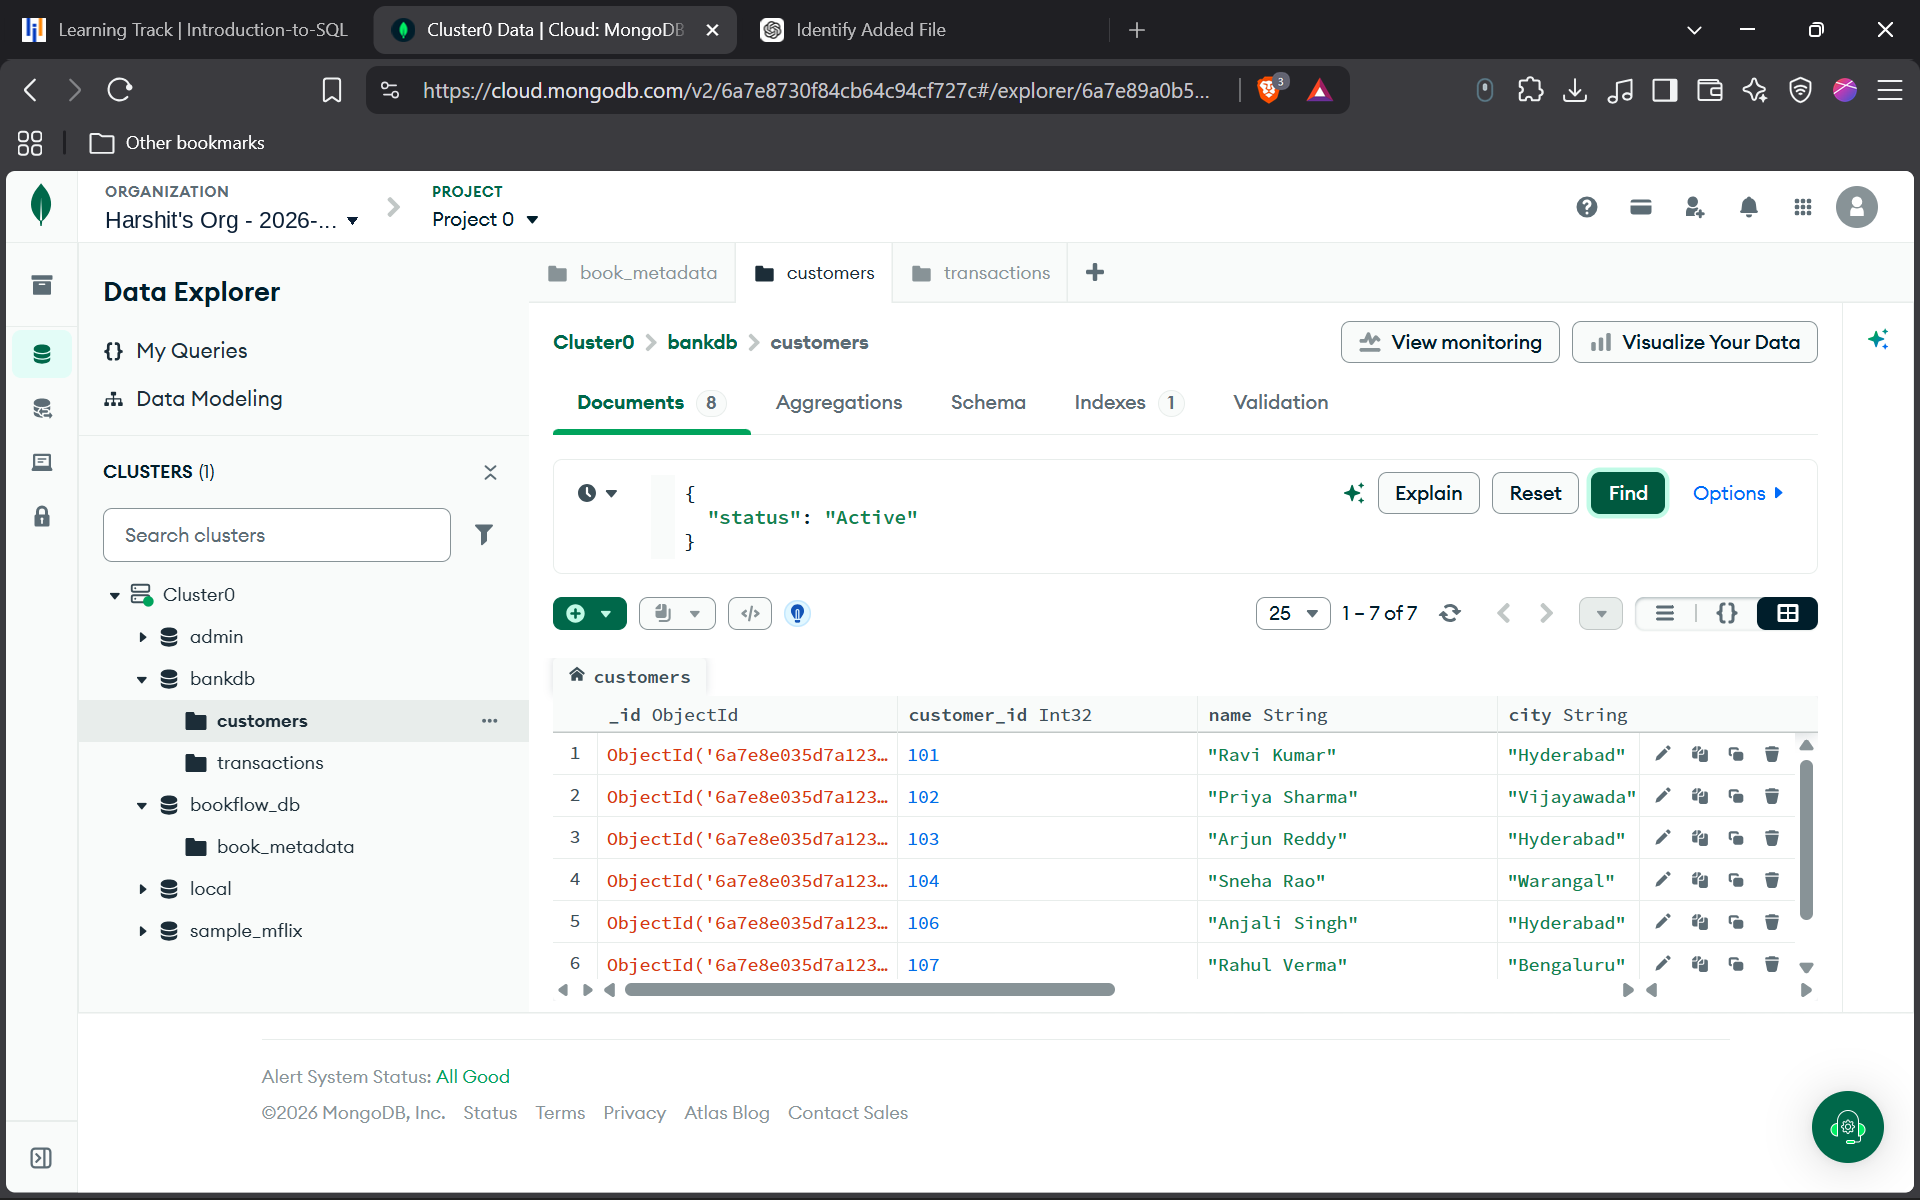 Learning Track | Introduction-to-SQL
Cluster0 Data | Cloud: MongoDB
Identify Added File
https://cloud.mongodb.com/v2/6a7e8730f84cb64c94cf727c#/explorer/6a7e89a0b5...
3
Other bookmarks
ORGANIZATION
Harshit's Org - 2026-...
PROJECT
Project 0
Data Explorer
My Queries
Data Modeling
CLUSTERS (1)
Search clusters
Cluster0
admin
bankdb
customers
transactions
bookflow_db
book_metadata
local
sample_mflix
book_metadata
customers
transactions
Cluster0 bankdb customers
View monitoring
Visualize Your Data
Documents 8 Aggregations Schema Indexes 1 Validation
{
"status": "Active"
}
Explain Reset Find Options
25 1 – 7 of 7
customers
_id ObjectId customer_id Int32 name String city String
1 ObjectId('6a7e8e035d7a123… 101 "Ravi Kumar" "Hyderabad"
2 ObjectId('6a7e8e035d7a123… 102 "Priya Sharma" "Vijayawada"
3 ObjectId('6a7e8e035d7a123… 103 "Arjun Reddy" "Hyderabad"
4 ObjectId('6a7e8e035d7a123… 104 "Sneha Rao" "Warangal"
5 ObjectId('6a7e8e035d7a123… 106 "Anjali Singh" "Hyderabad"
6 ObjectId('6a7e8e035d7a123… 107 "Rahul Verma" "Bengaluru"
Alert System Status: All Good
©2026 MongoDB, Inc. Status Terms Privacy Atlas Blog Contact Sales